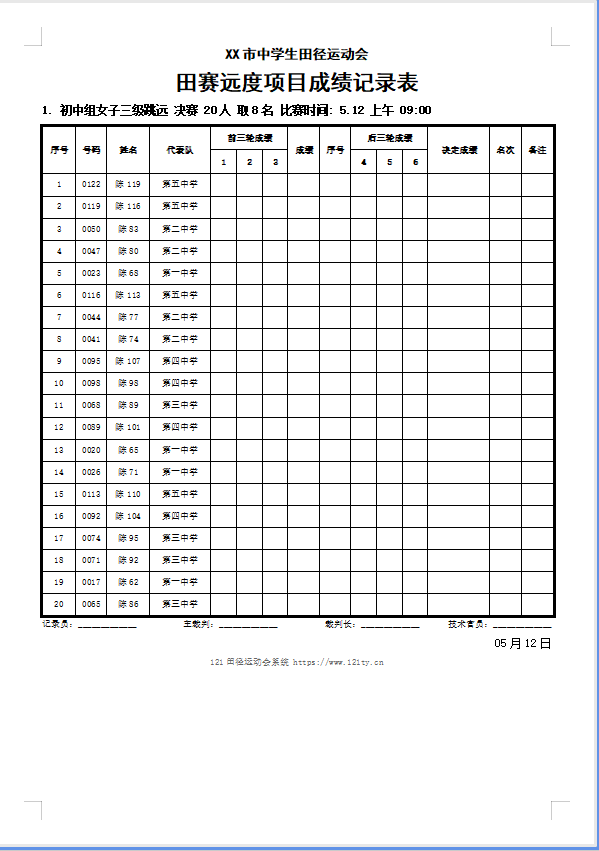 XX 市中学生田径运动会
田赛远度项目成绩记录表
1. 初中组女子三级跳远 决赛 20人 取8名 比赛时间: 5.12 上午 09:00
序号 号码 姓名 代表队 前三轮成绩 成绩 序号 后三轮成绩 决定成绩 名次 备注
1 2 3 4 5 6
1 0122 陈 119 第五中学
2 0119 陈 116 第五中学
3 0050 陈 83 第二中学
4 0047 陈 80 第二中学
5 0023 陈 68 第一中学
6 0116 陈 113 第五中学
7 0044 陈 77 第二中学
8 0041 陈 74 第二中学
9 0095 陈 107 第四中学
10 0098 陈 98 第四中学
11 0068 陈 89 第三中学
12 0089 陈 101 第四中学
13 0020 陈 65 第一中学
14 0026 陈 71 第一中学
15 0113 陈 110 第五中学
16 0092 陈 104 第四中学
17 0074 陈 95 第三中学
18 0071 陈 92 第三中学
19 0017 陈 62 第一中学
20 0065 陈 86 第三中学
记录员: ____________ 主裁判: ____________ 裁判长: ____________ 技术官员: ____________
05 月 12 日
121 田径运动会系统 https://www.121ty.cn